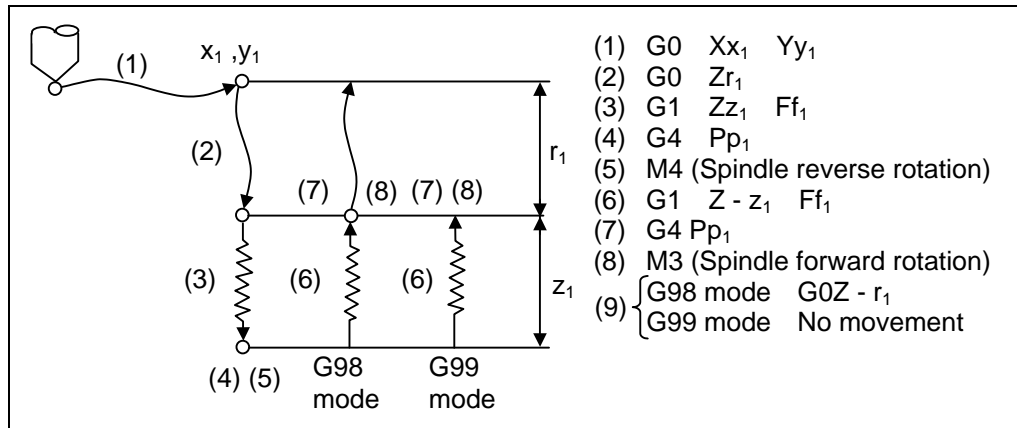 (1)
x1 ,y1
(2)
r1
(7)
(8)
(7) (8)
(3)
(6)
(6)
z1
(4) (5)
G98
mode
G99
mode
(1) G0 Xx1 Yy1
(2) G0 Zr1
(3) G1 Zz1 Ff1
(4) G4 Pp1
(5) M4 (Spindle reverse rotation)
(6) G1 Z - z1 Ff1
(7) G4 Pp1
(8) M3 (Spindle forward rotation)
(9)
G98 mode G0Z - r1
G99 mode No movement